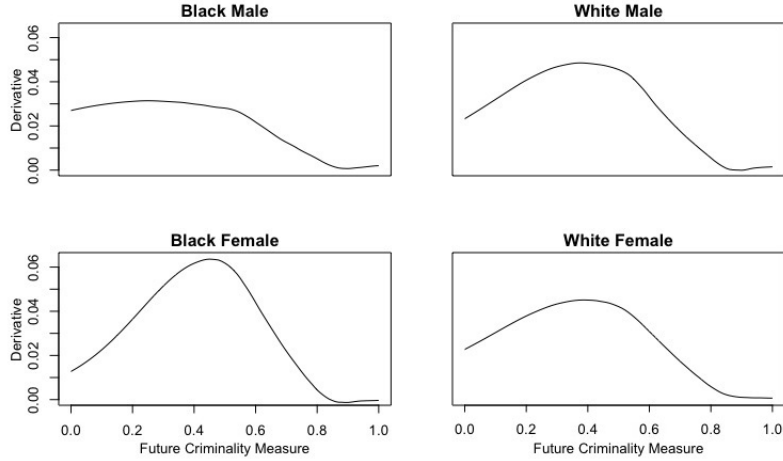 Black Male
White Male
Derivative
0.00
0.02
0.04
0.06
Black Female
White Female
Derivative
0.00
0.02
0.04
0.06
0.0 0.2 0.4 0.6 0.8 1.0
0.0 0.2 0.4 0.6 0.8 1.0
Future Criminality Measure
Future Criminality Measure